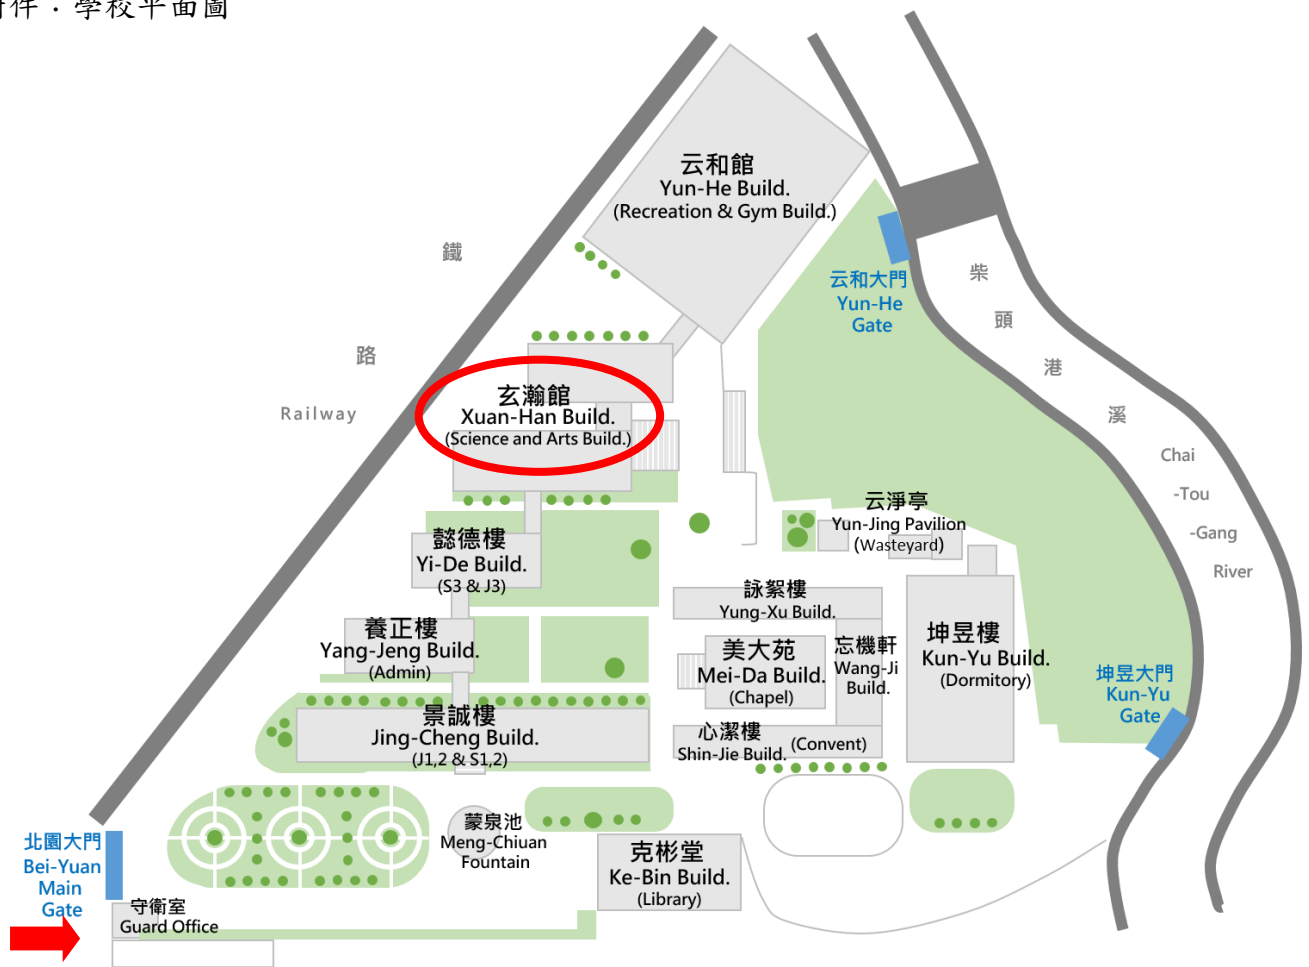 附件：學校平面圖
云和館
Yun-He Build.
(Recreation & Gym Build.)
鐵
路
Railway
云和大門
Yun-He
Gate
柴
頭
港
溪
Chai
-Tou
-Gang
River
玄瀚館
Xuan-Han Build.
(Science and Arts Build.)
云淨亭
Yun-Jing Pavilion
(Wasteyard)
懿德樓
Yi-De Build.
(S3 & J3)
詠絮樓
Yung-Xu Build.
養正樓
Yang-Jeng Build.
(Admin)
美大苑
Mei-Da Build.
(Chapel)
忘機軒
Wang-Ji
Build.
坤昱樓
Kun-Yu Build.
(Dormitory)
坤昱大門
Kun-Yu
Gate
景誠樓
Jing-Cheng Build.
(J1,2 & S1,2)
心潔樓
Shin-Jie Build.
(Convent)
北園大門
Bei-Yuan
Main
Gate
蒙泉池
Meng-Chiuan
Fountain
克彬堂
Ke-Bin Build.
(Library)
守衛室
Guard Office